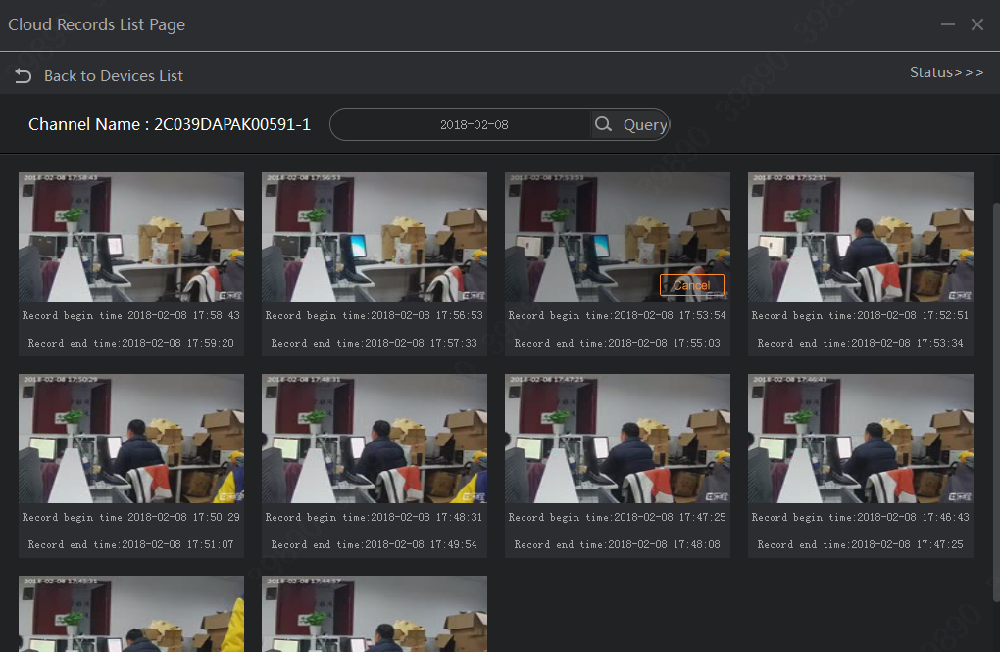 Cloud Records List Page
Back to Devices List
Status>>>
Channel Name : 2C039DAPAK00591-1
2018-02-08
Query
2018-02-08 17:58:43
2018-02-08 17:56:53
2018-02-08 17:53:53
2018-02-08 17:52:51
Cancel
Record begin time:2018-02-08 17:58:43
Record begin time:2018-02-08 17:56:53
Record begin time:2018-02-08 17:53:54
Record begin time:2018-02-08 17:52:51
Record end time:2018-02-08 17:59:20
Record end time:2018-02-08 17:57:33
Record end time:2018-02-08 17:55:03
Record end time:2018-02-08 17:53:34
2018-02-08 17:50:29
2018-02-08 17:48:31
2018-02-08 17:47:25
2018-02-08 17:46:43
Record begin time:2018-02-08 17:50:29
Record begin time:2018-02-08 17:48:31
Record begin time:2018-02-08 17:47:25
Record begin time:2018-02-08 17:46:43
Record end time:2018-02-08 17:51:07
Record end time:2018-02-08 17:49:54
Record end time:2018-02-08 17:48:08
Record end time:2018-02-08 17:47:25
2018-02-08 17:45:31
2018-02-08 17:44:57